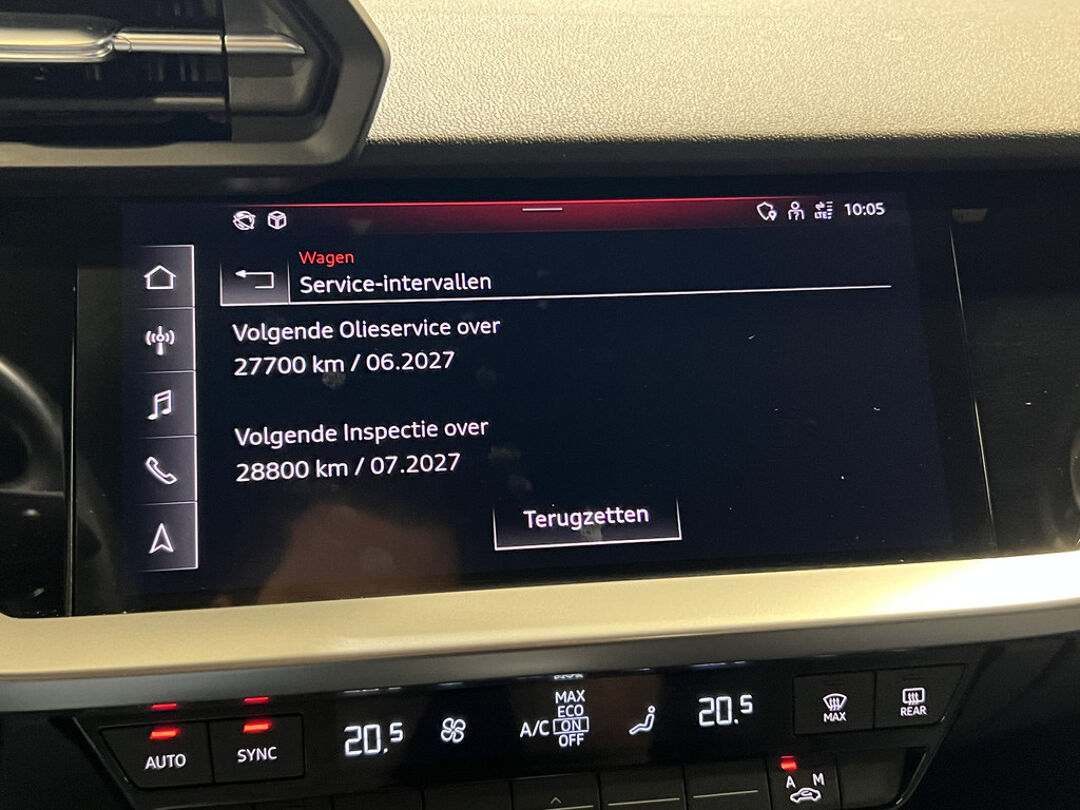 LTE
10:05
Wagen
Service-intervallen
Volgende Olieservice over
27700 km / 06.2027
Volgende Inspectie over
28800 km / 07.2027
Terugzetten
AUTO
SYNC
20.5
A/C
MAX
ECO
ON
OFF
20.5
MAX
REAR
A M